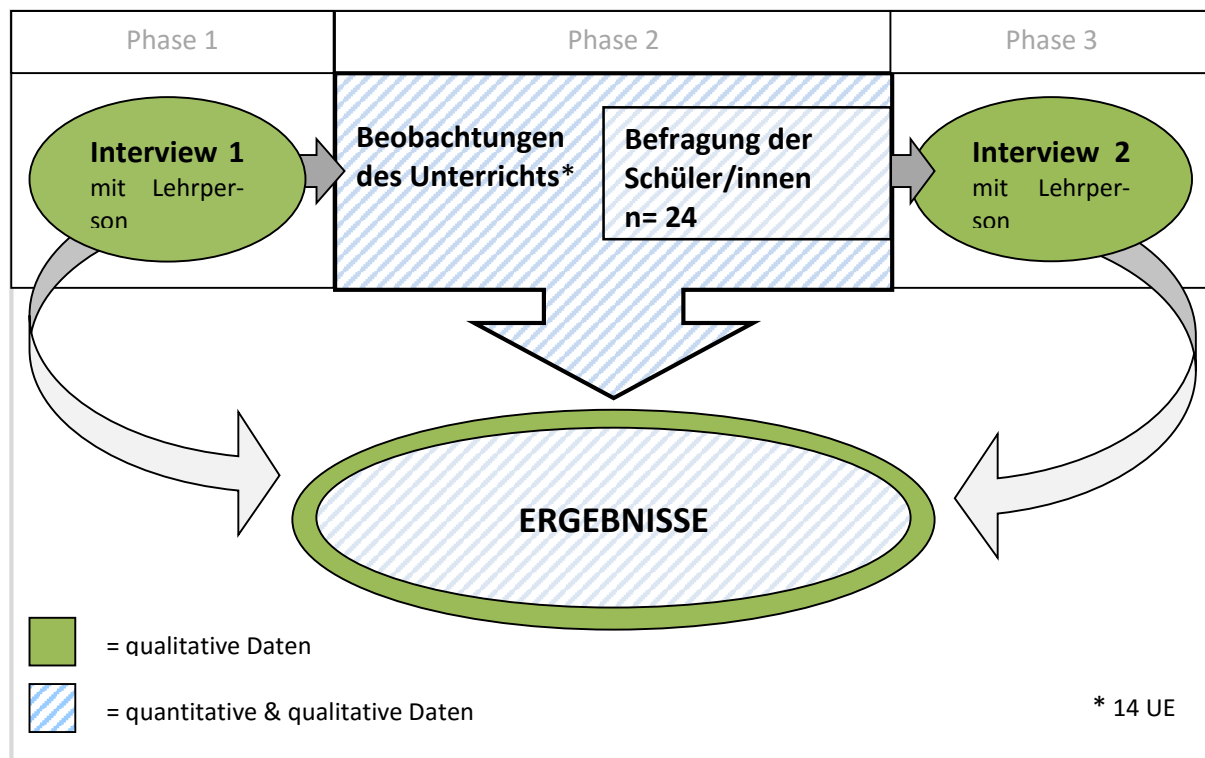 Phase 1
Phase 2
Phase 3
Interview 1
mit Lehrper-
son
Beobachtungen
des Unterrichts*
Befragung der
Schüler/innen
n= 24
Interview 2
mit Lehrper-
son
ERGEBNISSE
= qualitative Daten
= quantitative & qualitative Daten
* 14 UE